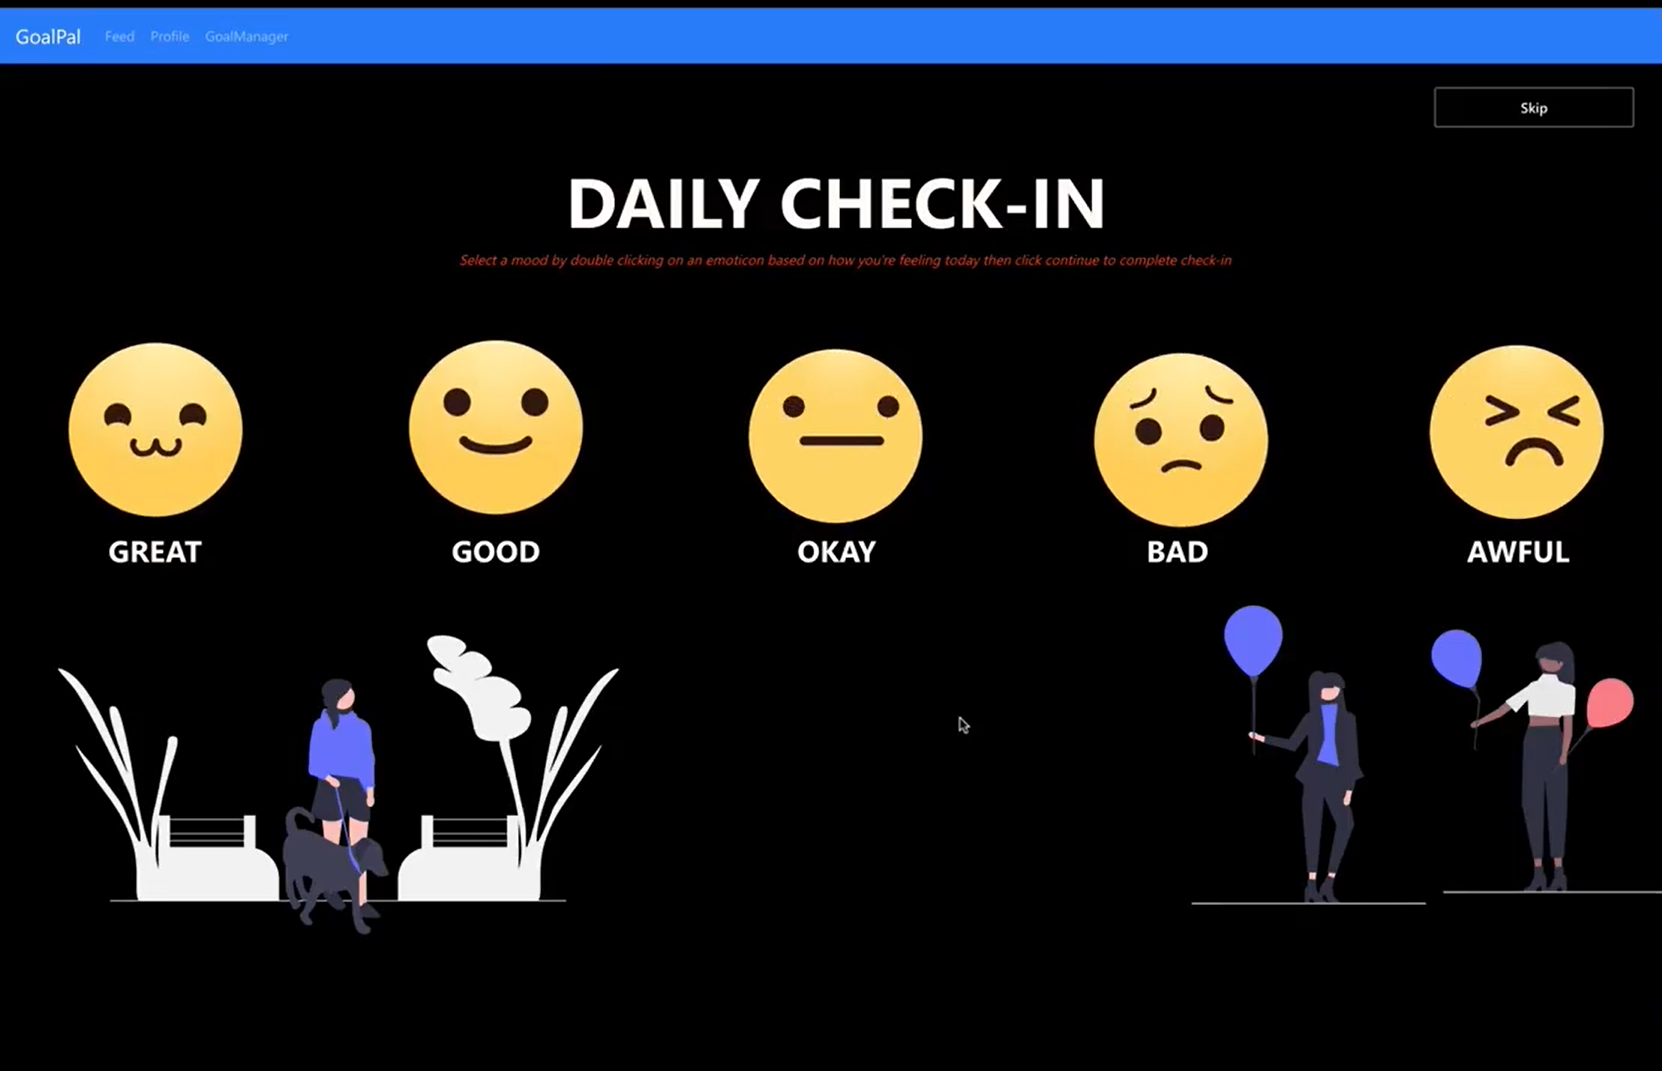 GoalPal Feed Profile GoalManager
Skip
DAILY CHECK-IN
Select a mood by double clicking on an emoticon based on how you're feeling today then click continue to complete check-in
GREAT GOOD OKAY BAD AWFUL